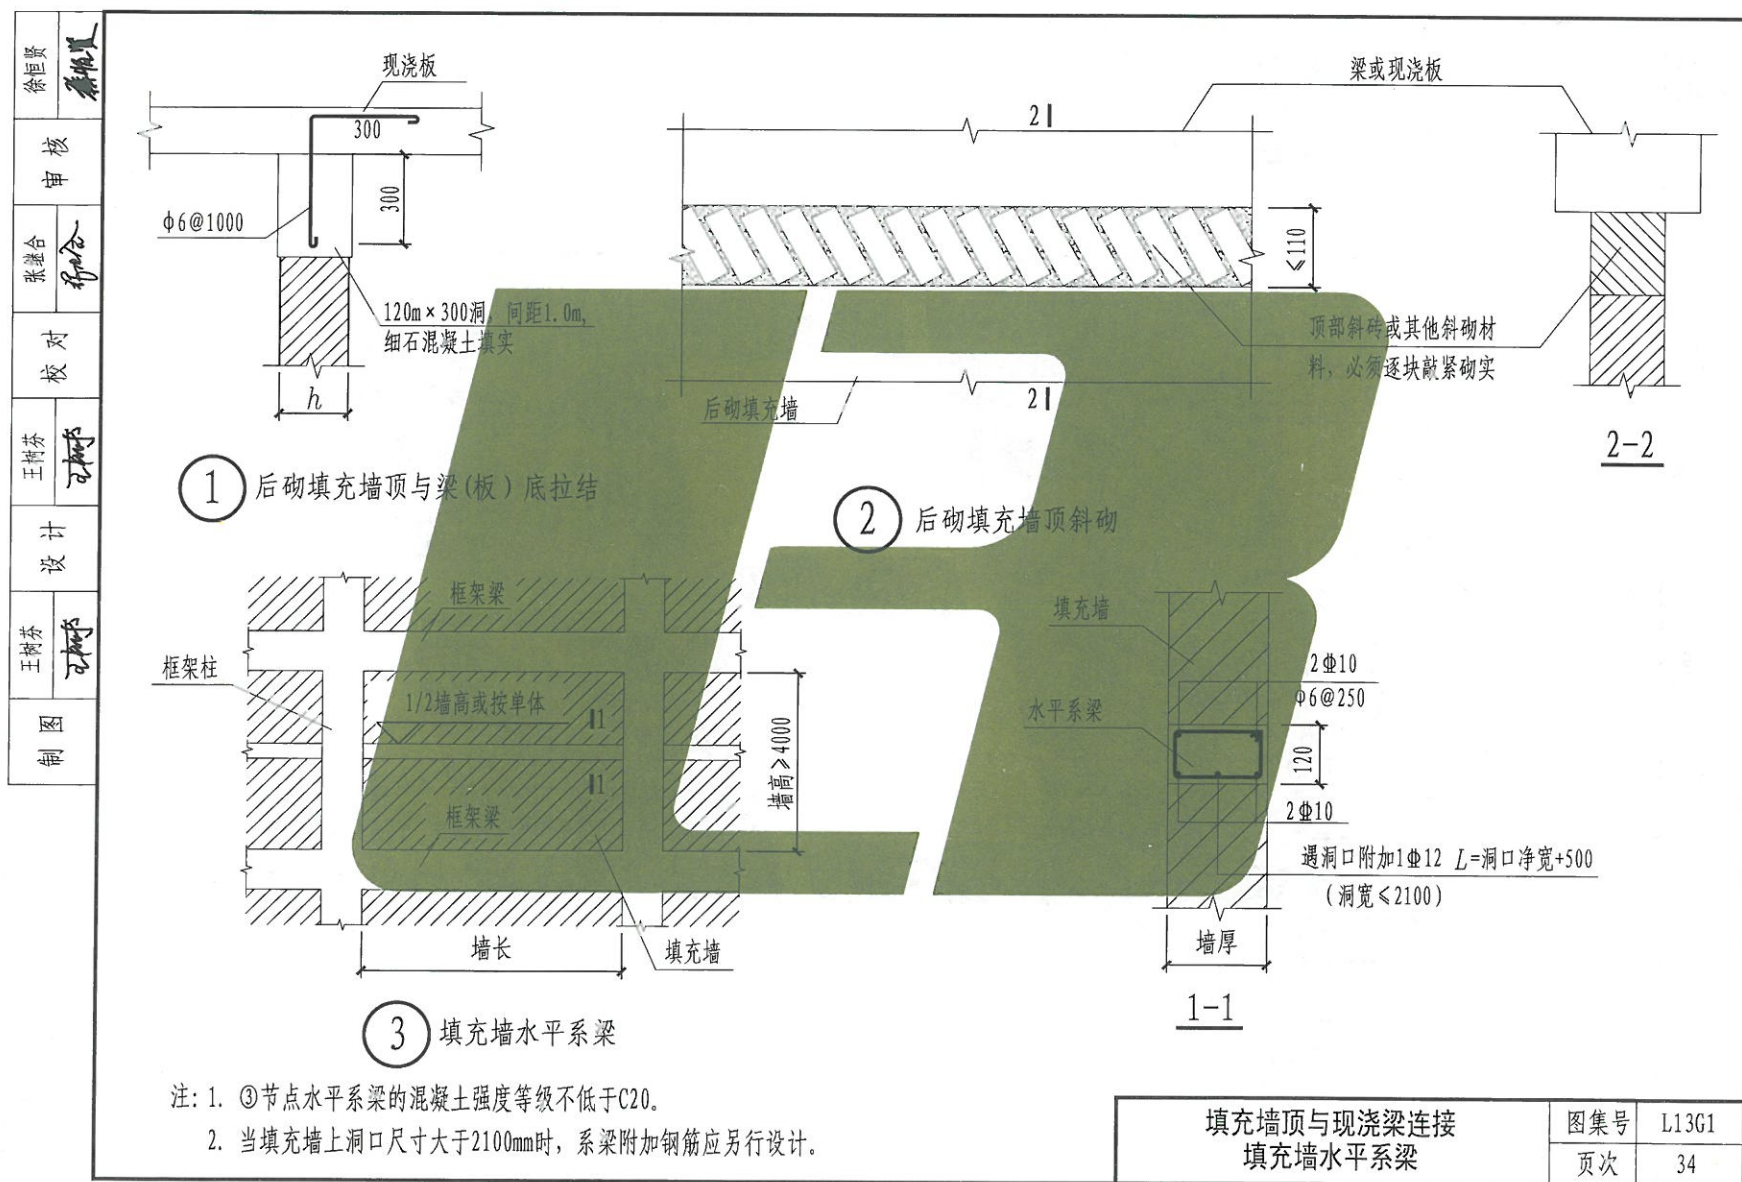 徐恒贤
审核
张继合
校对
王树芬
设计
王树芬
制图
现浇板
300
300
ф6@1000
120m×300洞，间距1.0m,
细石混凝土填实
h
1 后砌填充墙顶与梁(板)底拉结
梁或现浇板
2
≤110
顶部斜砖或其他斜砌材
料，必须逐块敲紧砌实
后砌填充墙
2
2-2
2 后砌填充墙顶斜砌
框架梁
框架柱
1/2墙高或按单体
1
1
墙高≥4000
框架梁
墙长
填充墙
3 填充墙水平系梁
填充墙
2⌽10
ф6@250
水平系梁
120
2⌽10
遇洞口附加1⌽12 L=洞口净宽+500
(洞宽≤2100)
墙厚
1-1
注: 1. ③节点水平系梁的混凝土强度等级不低于C20。
2. 当填充墙上洞口尺寸大于2100mm时，系梁附加钢筋应另行设计。
填充墙顶与现浇梁连接
填充墙水平系梁
图集号 L13G1
页次 34